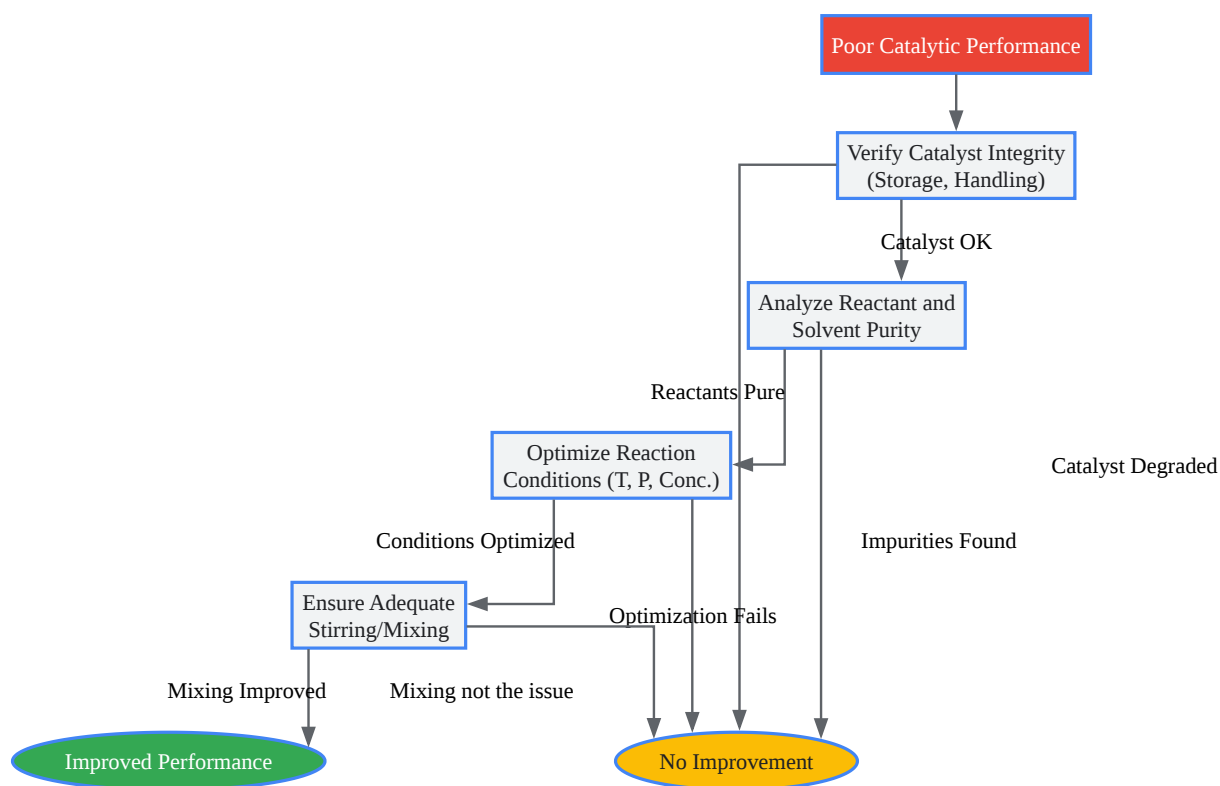 Poor Catalytic Performance
Verify Catalyst Integrity
(Storage, Handling)
Catalyst OK
Analyze Reactant and
Solvent Purity
Reactants Pure
Optimize Reaction
Conditions (T, P, Conc.)
Catalyst Degraded
Conditions Optimized
Impurities Found
Ensure Adequate
Stirring/Mixing
Optimization Fails
Mixing Improved
Mixing not the issue
Improved Performance
No Improvement